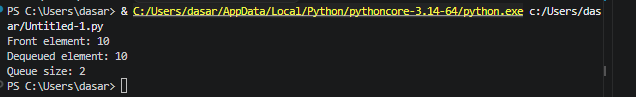 PS C:\Users\dasar> & C:/Users/dasar/AppData/Local/Python/pythoncore-3.14-64/python.exe c:/Users/das
ar/Untitled-1.py
Front element: 10
Dequeued element: 10
Queue size: 2
PS C:\Users\dasar>